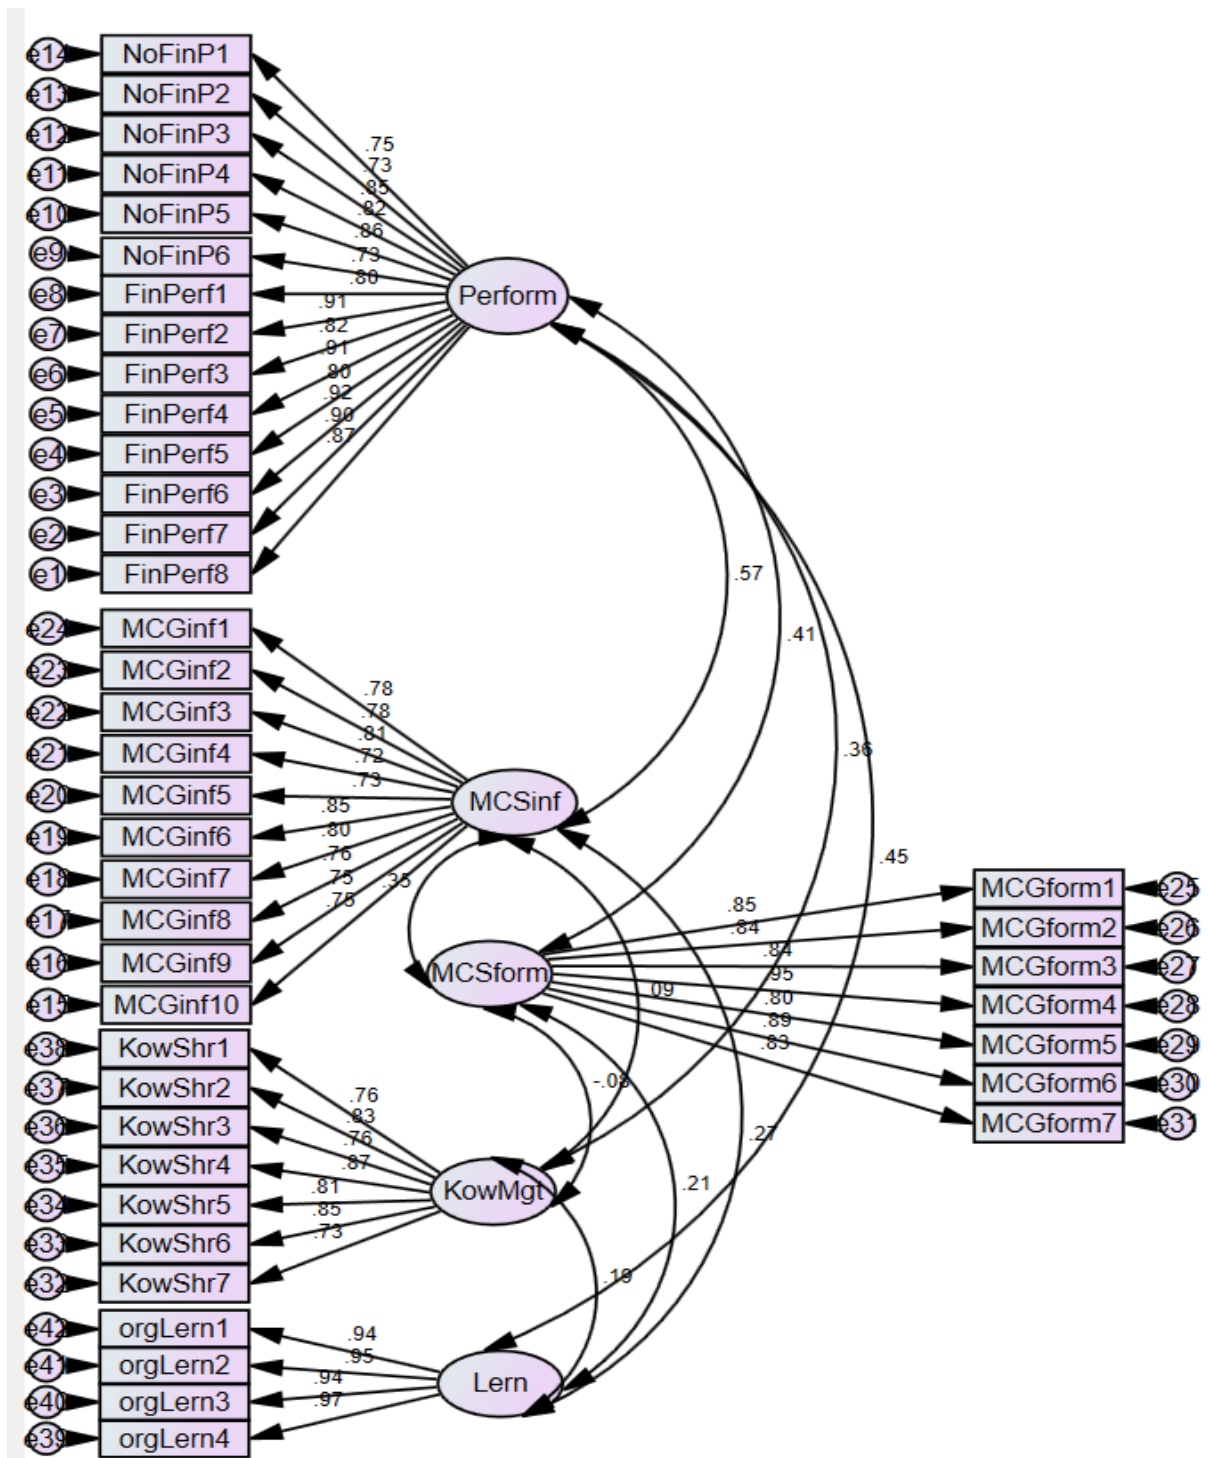 e14 NoFinP1
e13 NoFinP2
e12 NoFinP3
e11 NoFinP4
e10 NoFinP5
e9 NoFinP6
e8 FinPerf1
e7 FinPerf2
e6 FinPerf3
e5 FinPerf4
e4 FinPerf5
e3 FinPerf6
e2 FinPerf7
e1 FinPerf8
.75
.73
.85
.82
.86
.73
.80
.91
.82
.91
.80
.92
.90
.87
Perform
.57
.41
.36
.45
e24 MCGinf1
e23 MCGinf2
e22 MCGinf3
e21 MCGinf4
e20 MCGinf5
e19 MCGinf6
e18 MCGinf7
e17 MCGinf8
e16 MCGinf9
e15 MCGinf10
.78
.78
.81
.72
.73
.85
.80
.76
.75
.75
MCSinf
.35
MCSform
.85
.84
.84
.95
.80
.89
.83
MCGform1 e25
MCGform2 e26
MCGform3 e27
MCGform4 e28
MCGform5 e29
MCGform6 e30
MCGform7 e31
.09
-.08
.27
.21
e38 KowShr1
e37 KowShr2
e36 KowShr3
e35 KowShr4
e34 KowShr5
e33 KowShr6
e32 KowShr7
.76
.83
.76
.87
.81
.85
.73
KowMgt
.19
e42 orgLern1
e41 orgLern2
e40 orgLern3
e39 orgLern4
.94
.95
.94
.97
Lern